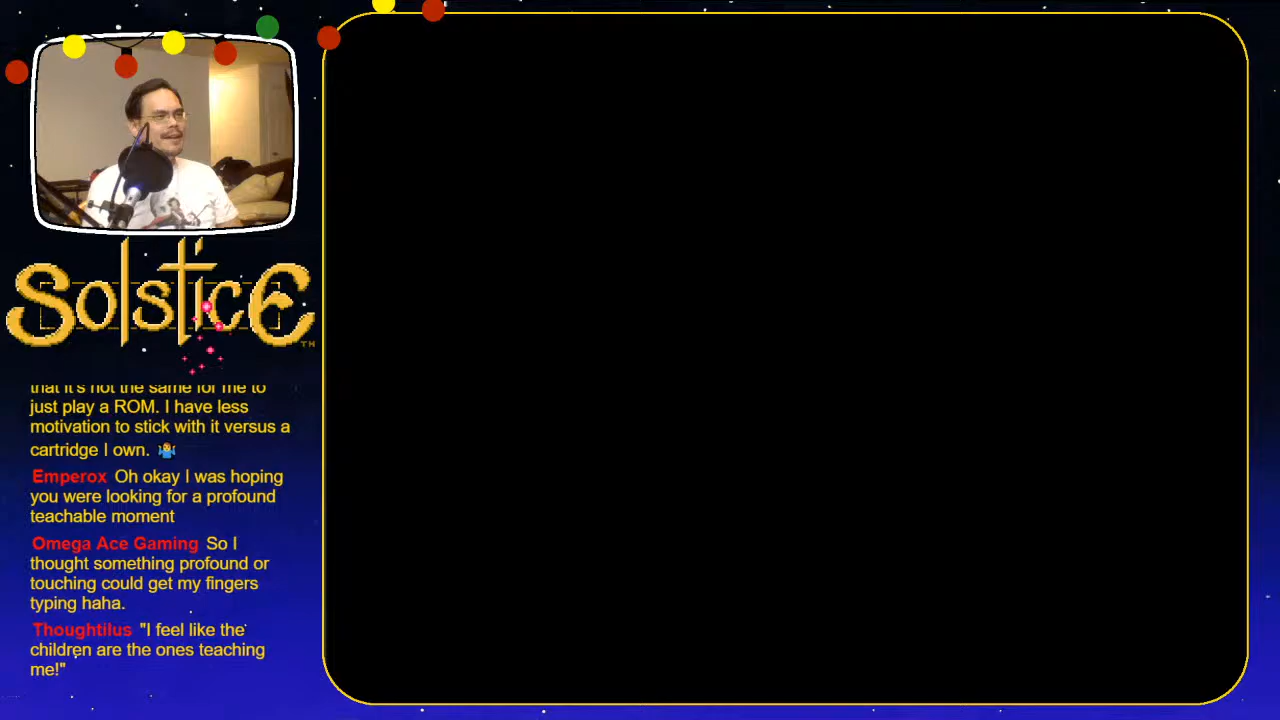 Solstice
TM
that it's not the same for me to
just play a ROM. I have less
motivation to stick with it versus a
cartridge I own. 🤷
Emperox Oh okay I was hoping
you were looking for a profound
teachable moment
Omega Ace Gaming So I
thought something profound or
touching could get my fingers
typing haha.
Thoughtilus "I feel like the
children are the ones teaching
me!"